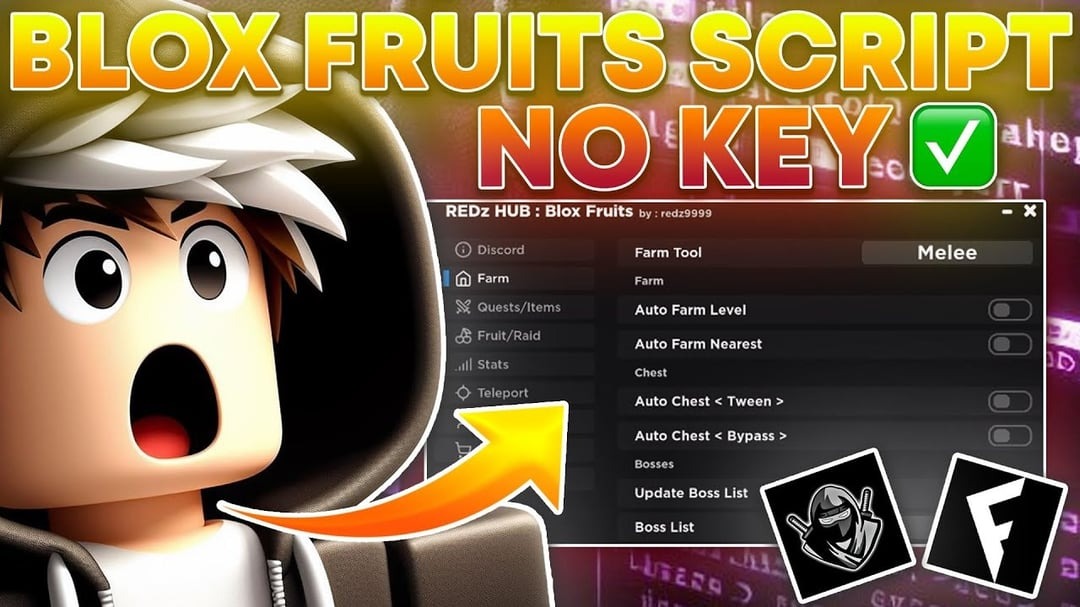 BLOX FRUITS SCRIPT
NO KEY
REDz HUB : Blox Fruits by : redz9999
Discord
Farm
Quests/Items
Fruit/Raid
Stats
Teleport
Farm Tool
Melee
Farm
Auto Farm Level
Auto Farm Nearest
Chest
Auto Chest < Tween >
Auto Chest < Bypass >
Bosses
Update Boss List
Boss List